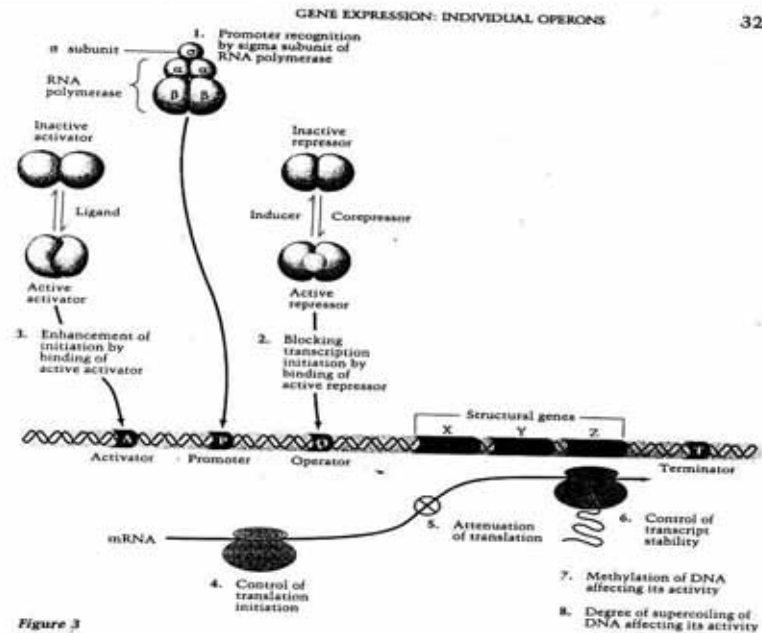 GENE EXPRESSION: INDIVIDUAL OPERONS
32
1. Promoter recognition
by sigma subunit of
RNA polymerase
σ subunit
σ
α α
β β
RNA
polymerase
Inactive
activator
Ligand
Active
activator
3. Enhancement of
initiation by
binding of
active activator
Inactive
repressor
Inducer Corepressor
Active
repressor
2. Blocking
transcription
initiation by
binding of
active repressor
Structural genes
X Y Z
A P O T
Activator Promoter Operator Terminator
mRNA
4. Control of
translation
initiation
5. Attenuation
of translation
6. Control of
transcript
stability
7. Methylation of DNA
affecting its activity
8. Degree of supercoiling of
DNA affecting its activity
Figure 3